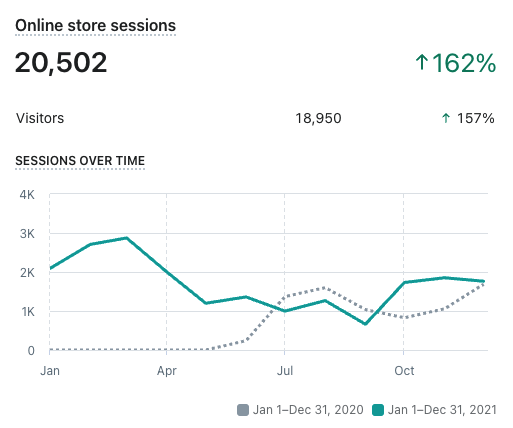 Online store sessions
20,502 ↑162%
Visitors 18,950 ↑ 157%
SESSIONS OVER TIME
4K
3K
2K
1K
0
Jan Apr Jul Oct
Jan 1–Dec 31, 2020 Jan 1–Dec 31, 2021